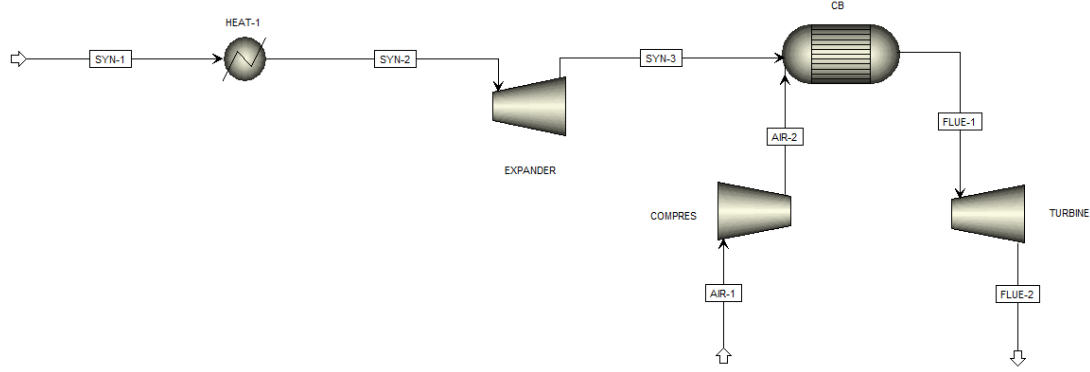 CB
HEAT-1
SYN-1
SYN-2
SYN-3
AIR-2
FLUE-1
EXPANDER
COMPRES
TURBINE
AIR-1
FLUE-2